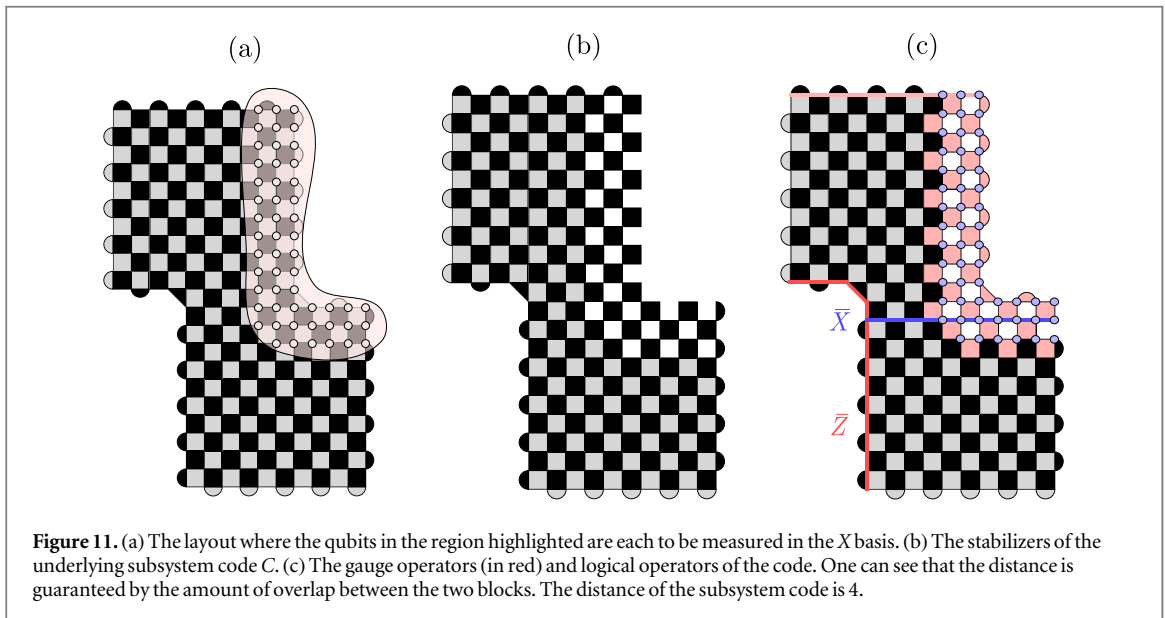 (a)
(b)
(c)
X̅
Z̅
Figure 11. (a) The layout where the qubits in the region highlighted are each to be measured in the X basis. (b) The stabilizers of the
underlying subsystem code C. (c) The gauge operators (in red) and logical operators of the code. One can see that the distance is
guaranteed by the amount of overlap between the two blocks. The distance of the subsystem code is 4.